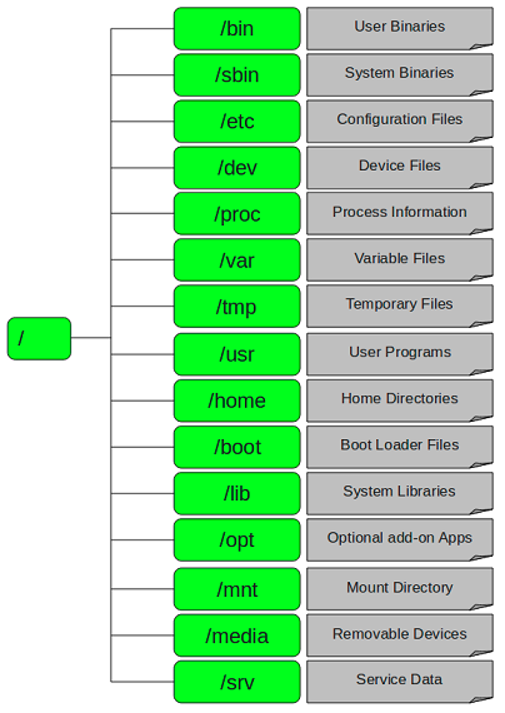 /bin User Binaries
/sbin System Binaries
/etc Configuration Files
/dev Device Files
/proc Process Information
/var Variable Files
/tmp Temporary Files
/
/usr User Programs
/home Home Directories
/boot Boot Loader Files
/lib System Libraries
/opt Optional add-on Apps
/mnt Mount Directory
/media Removable Devices
/srv Service Data